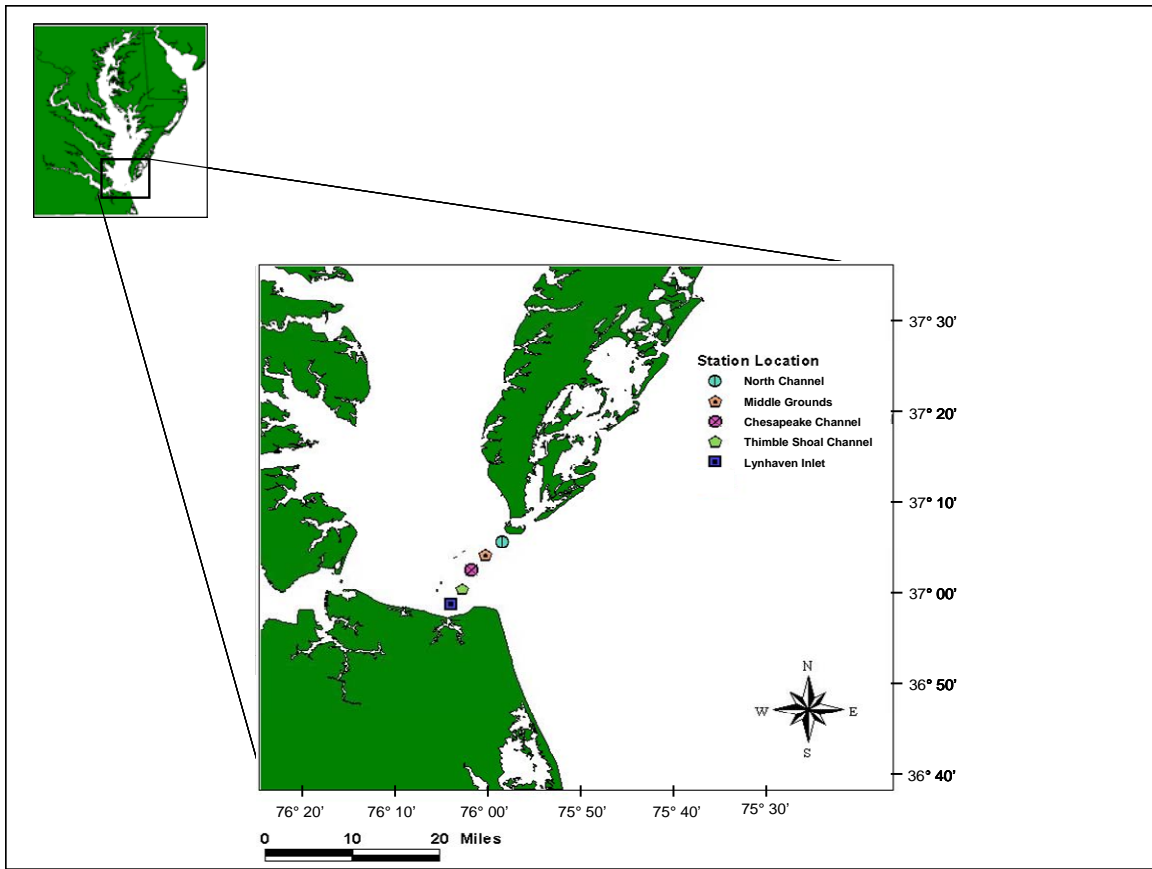 Station Location
North Channel
Middle Grounds
Chesapeake Channel
Thimble Shoal Channel
Lynhaven Inlet
37° 30'
37° 20'
37° 10'
37° 00'
36° 50'
36° 40'
N
W E
S
76° 20' 76° 10' 76° 00' 75° 50' 75° 40' 75° 30'
0 10 20 Miles